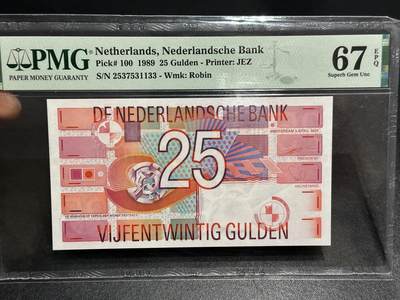 PMG
PAPER MONEY GUARANTY
Netherlands, Nederlandsche Bank
Pick# 100 1989 25 Gulden - Printer: JEZ
S/N 2537531133 - Wmk: Robin
67 EPQ
Superb Gem Unc
DE NEDERLANDSCHE BANK
25
VIJFENTWINTIG GULDEN